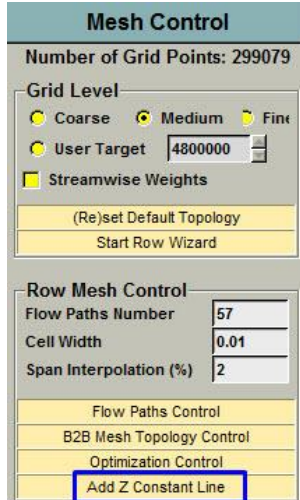 Mesh Control
Number of Grid Points: 299079
Grid Level
Coarse Medium Fine
User Target 4800000
Streamwise Weights
(Re)set Default Topology
Start Row Wizard
Row Mesh Control
Flow Paths Number 57
Cell Width 0.01
Span Interpolation (%) 2
Flow Paths Control
B2B Mesh Topology Control
Optimization Control
Add Z Constant Line